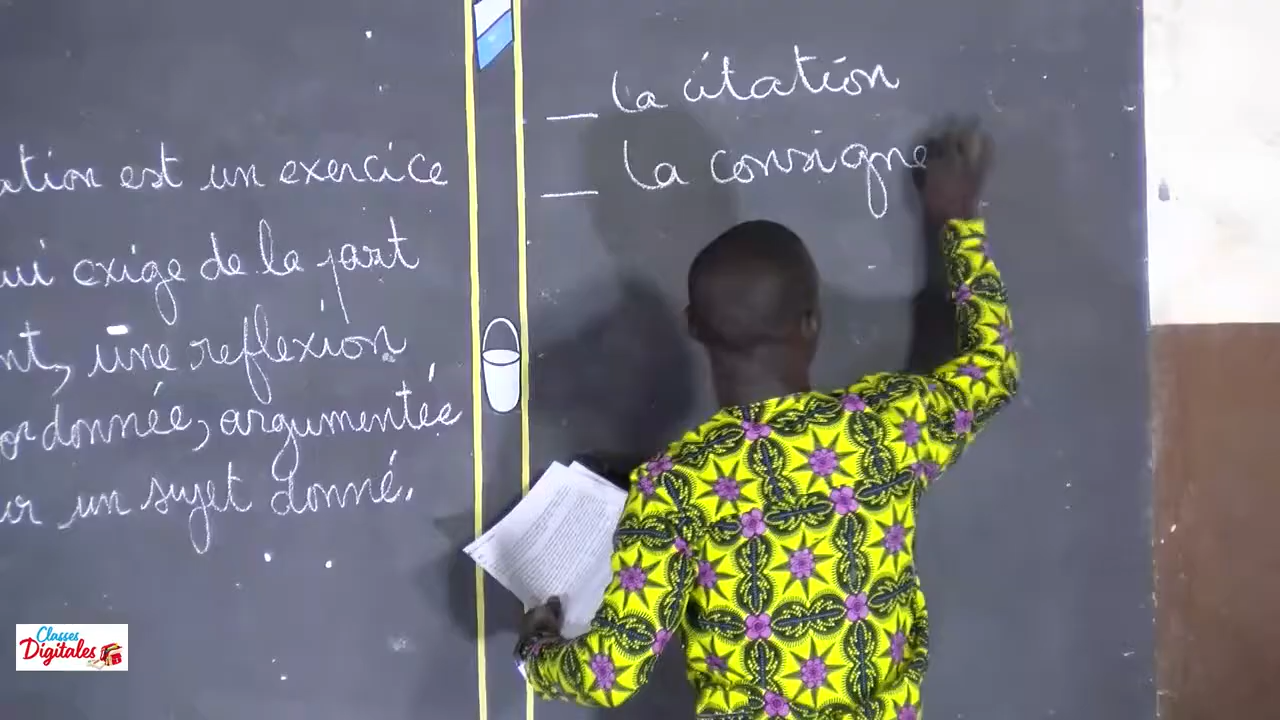 ation est un exercice
ui exige de la part
nt, une reflexion
ordonnée, argumentée
ur un sujet donné.
_ la citation
_ la consigne
Classes
Digitales